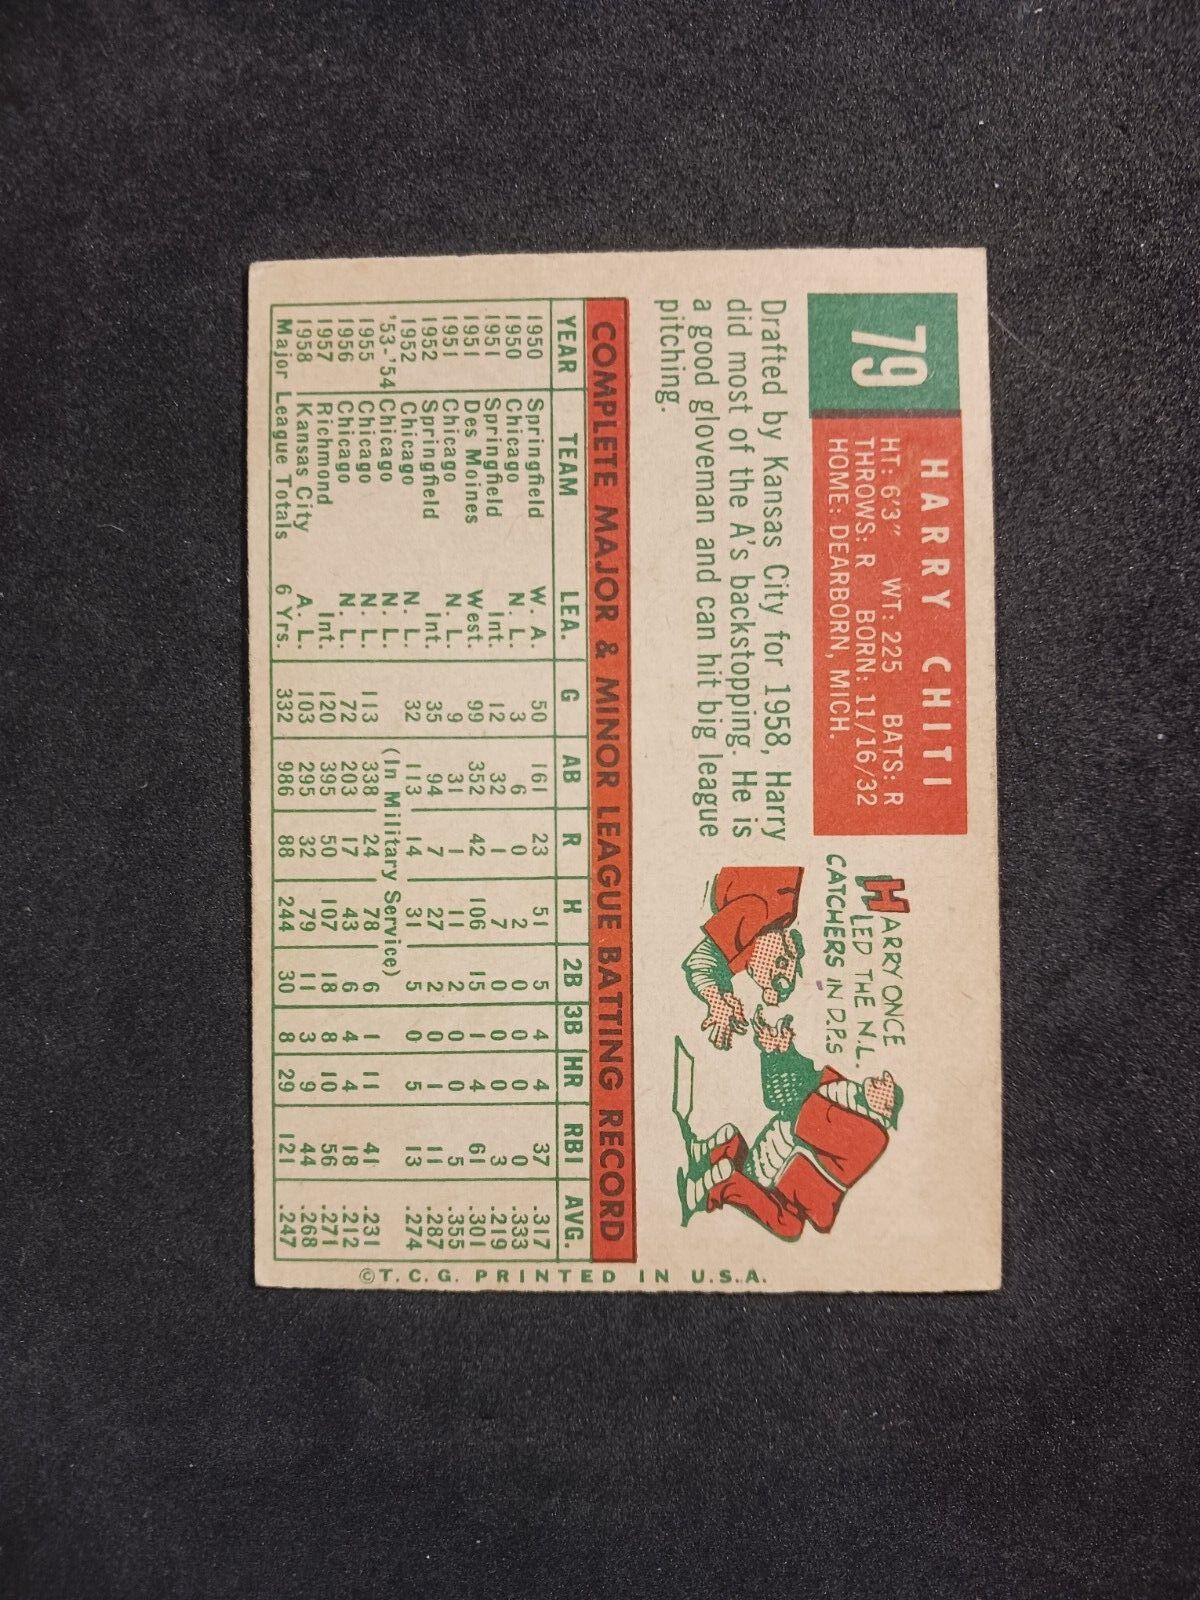 79
HARRY CHITI
HT: 6'3" WT: 225 BATS: R
THROWS: R BORN: 11/16/32
HOME: DEARBORN, MICH.
Drafted by Kansas City for 1958, Harry
did most of the A's backstopping. He is
a good gloveman and can hit big league
pitching.
HARRY ONCE
LED THE N.L.
CATCHERS IN D.P.S
COMPLETE MAJOR & MINOR LEAGUE BATTING RECORD
YEAR TEAM LEA. G AB R H 2B 3B HR RBI AVG.
1950 Springfield W. A. 50 161 23 51 5 4 4 37 .317
1950 Chicago N. L. 3 6 0 2 0 0 0 0 .333
1951 Springfield Int. 12 32 1 7 0 0 0 3 .219
1951 Des Moines West. 99 352 42 106 15 1 4 61 .301
1951 Chicago N. L. 9 31 1 11 2 0 0 5 .355
1952 Springfield Int. 35 94 7 27 2 0 1 11 .287
1952 Chicago N. L. 32 113 14 31 5 0 5 13 .274
'53-'54 Chicago N. L. (In Military Service)
1955 Chicago N. L. 113 338 24 78 6 1 11 41 .231
1956 Chicago N. L. 72 203 17 43 6 4 4 18 .212
1957 Richmond Int. 120 395 50 107 18 8 10 56 .271
1958 Kansas City A. L. 103 295 32 79 11 3 9 44 .268
Major League Totals 6 Yrs. 332 986 88 244 30 8 29 121 .247
©T. C. G. PRINTED IN U.S.A.